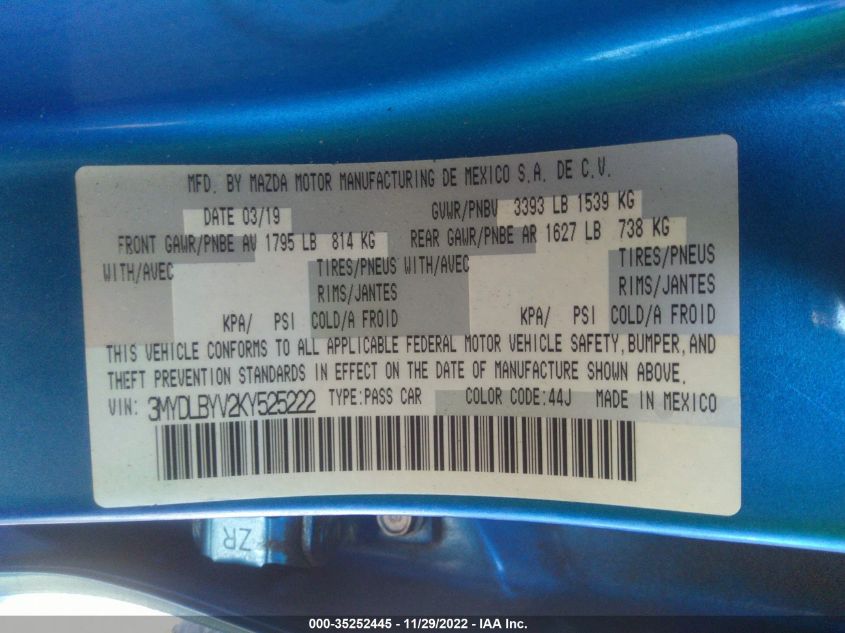 MFD. BY MAZDA MOTOR MANUFACTURING DE MEXICO S.A. DE C.V.
DATE 03/19 GVWR/PNBV 3393 LB 1539 KG
FRONT GAWR/PNBE AV 1795 LB 814 KG REAR GAWR/PNBE AR 1627 LB 738 KG
WITH/AVEC TIRES/PNEUS WITH/AVEC TIRES/PNEUS
RIMS/JANTES RIMS/JANTES
KPA/ PSI COLD/A FROID KPA/ PSI COLD/A FROID
THIS VEHICLE CONFORMS TO ALL APPLICABLE FEDERAL MOTOR VEHICLE SAFETY, BUMPER, AND
THEFT PREVENTION STANDARDS IN EFFECT ON THE DATE OF MANUFACTURE SHOWN ABOVE.
VIN: 3MYDLBYV2KY525222 TYPE:PASS CAR COLOR CODE:44J MADE IN MEXICO
ZR
000-35252445 - 11/29/2022 - IAA Inc.